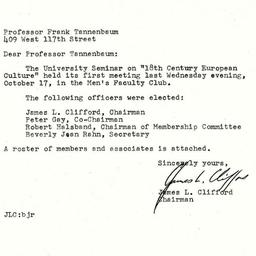 Professor Frank Tannenbaum
409 West 117th Street
Dear Professor Tannenbaum:
The University Seminar on "18th Century European
Culture" held its first meeting last Wednesday evening,
October 17, in the Men's Faculty Club.
The following officers were elected:
James L. Clifford, Chairman
Peter Gay, Co-Chairman
Robert Halsband, Chairman of Membership Committee
Beverly Jean Rahn, Secretary
A roster of members and associates is attached.
Sincerely yours,
James L. Clifford
James L. Clifford
Chairman
JLC:bjr